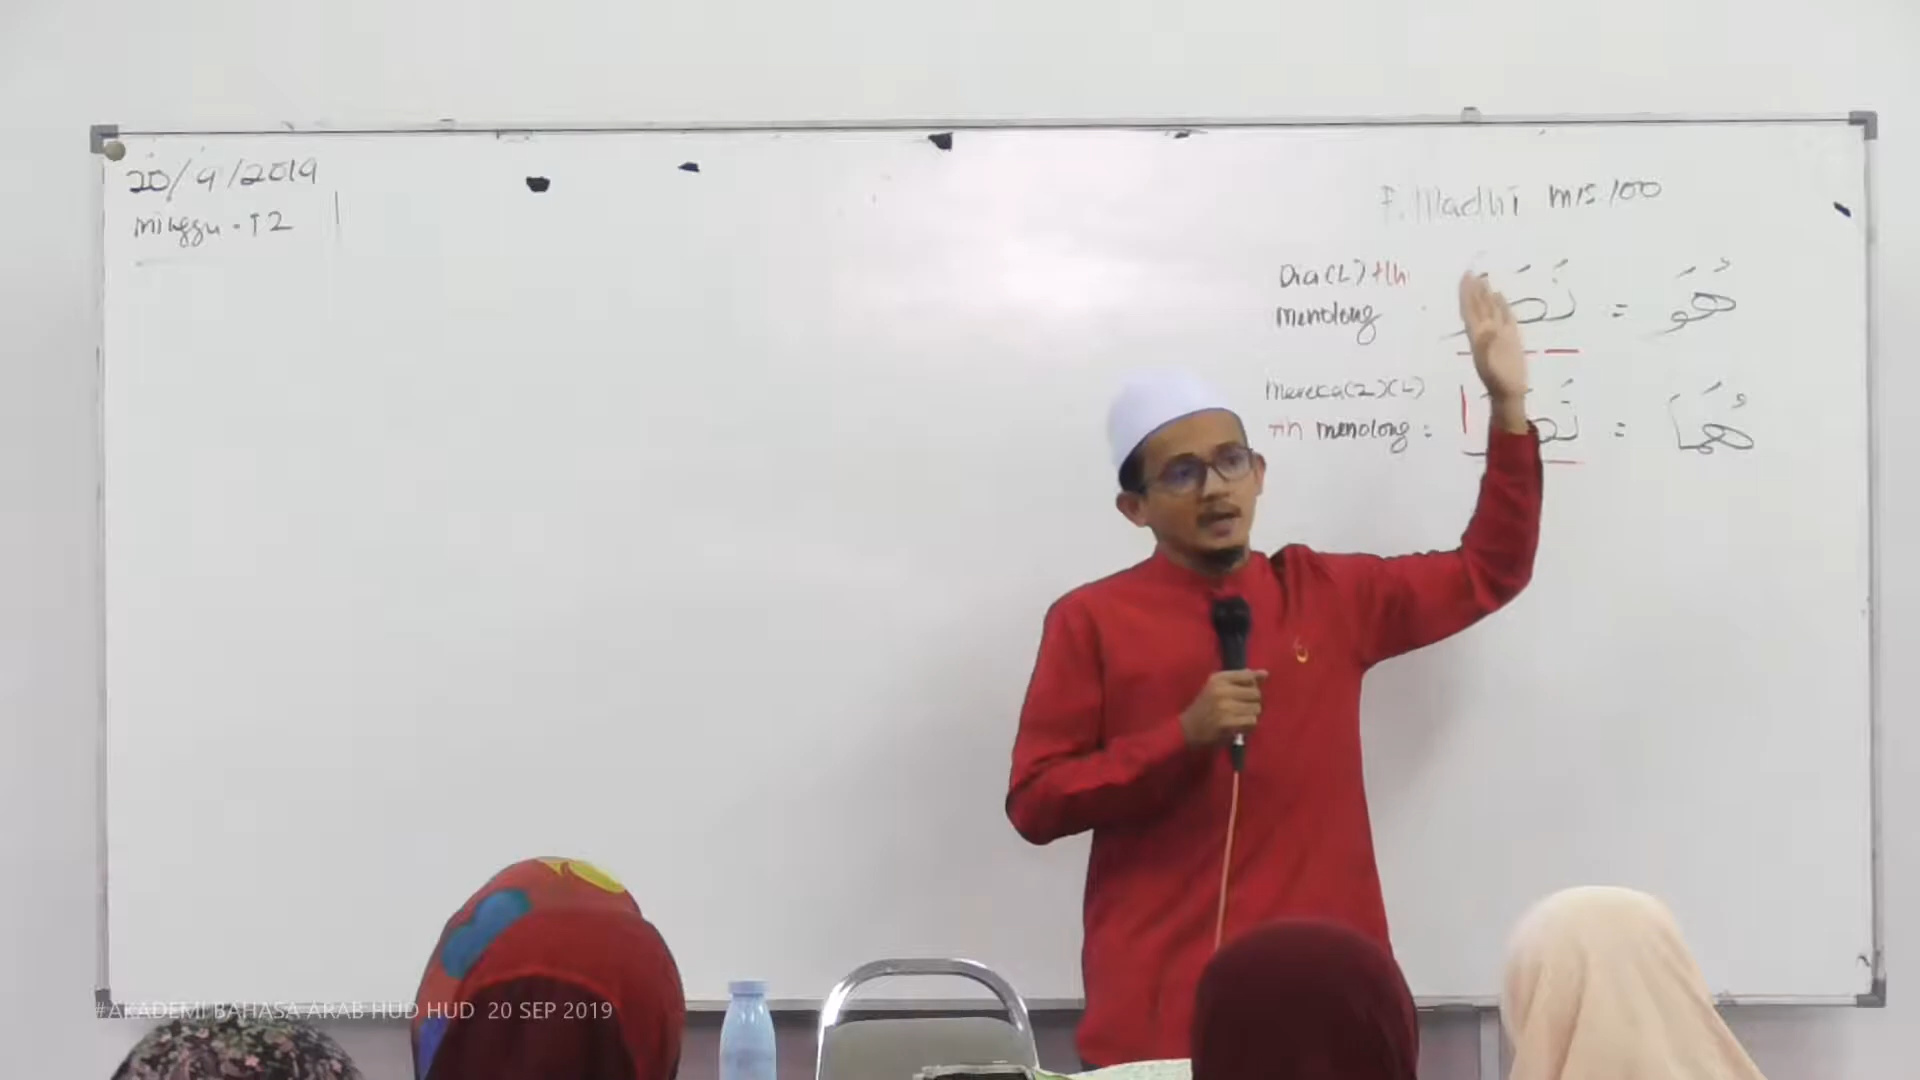 20/9/2019
minggu - 12
F. Madhi m/s 100
هُوَ =
Dia(L) tlh
menolong
هُمَا =
Mereka(2)(L)
tlh menolong =
#AKADEMI BAHASA ARAB HUD HUD 20 SEP 2019